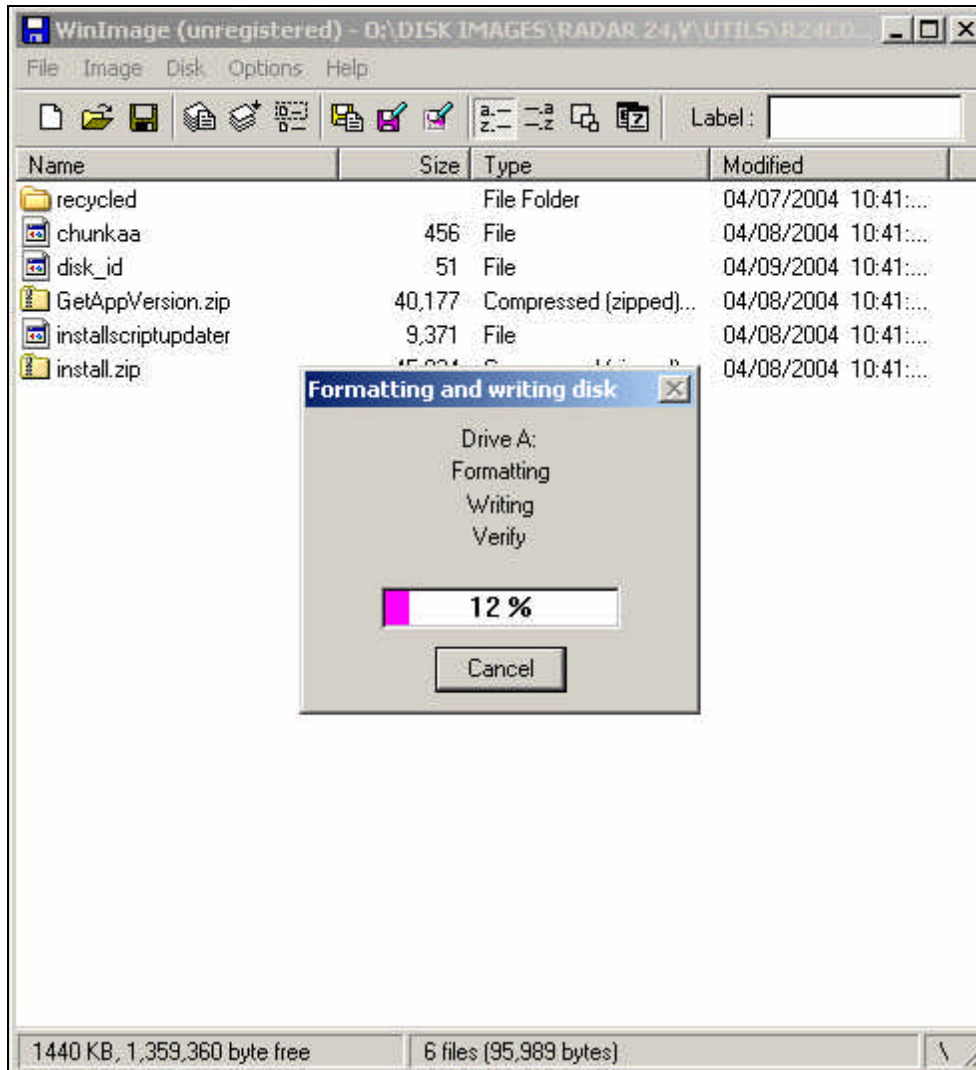 WinImage (unregistered) - O:\DISK IMAGES\RADAR 24,V\UTILS\
File Image Disk Options Help
Label :
Name Size Type Modified
recycled File Folder 04/07/2004 10:41:...
chunkaa 456 File 04/08/2004 10:41:...
disk_id 51 File 04/09/2004 10:41:...
GetAppVersion.zip 40,177 Compressed (zipped)... 04/08/2004 10:41:...
installscriptupdater 9,371 File 04/08/2004 10:41:...
install.zip 04/08/2004 10:41:...
Formatting and writing disk
Drive A:
Formatting
Writing
Verify
12 %
Cancel
1440 KB, 1,359,360 byte free 6 files (95,989 bytes) \